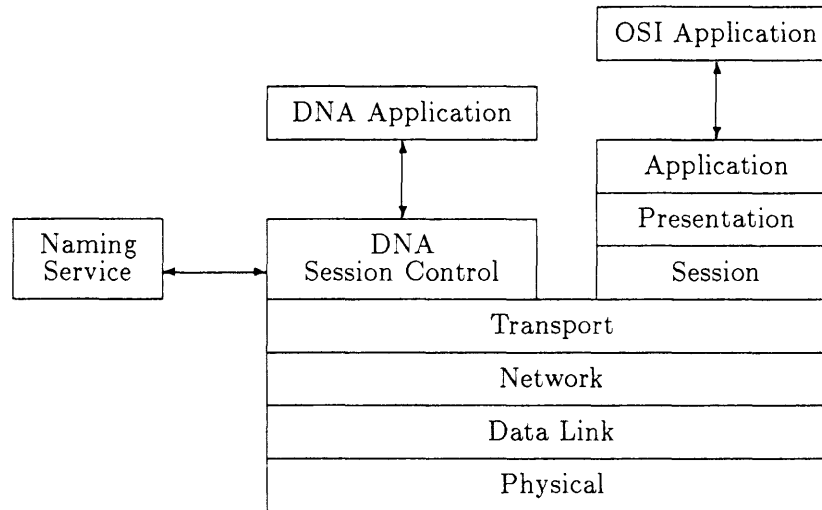 OSI Application
DNA Application
Application
Presentation
Naming
Service
DNA
Session Control
Session
Transport
Network
Data Link
Physical